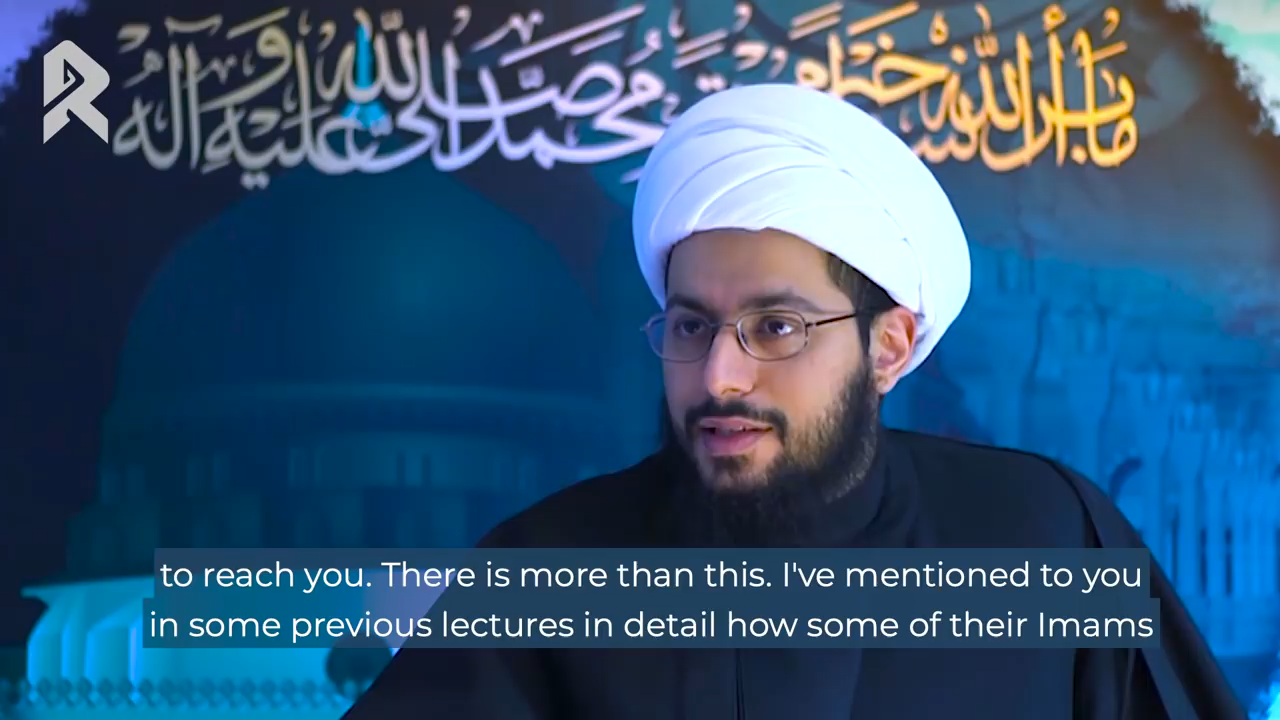 محمد صلى الله عليه وآله
to reach you. There is more than this. I've mentioned to you
in some previous lectures in detail how some of their Imams